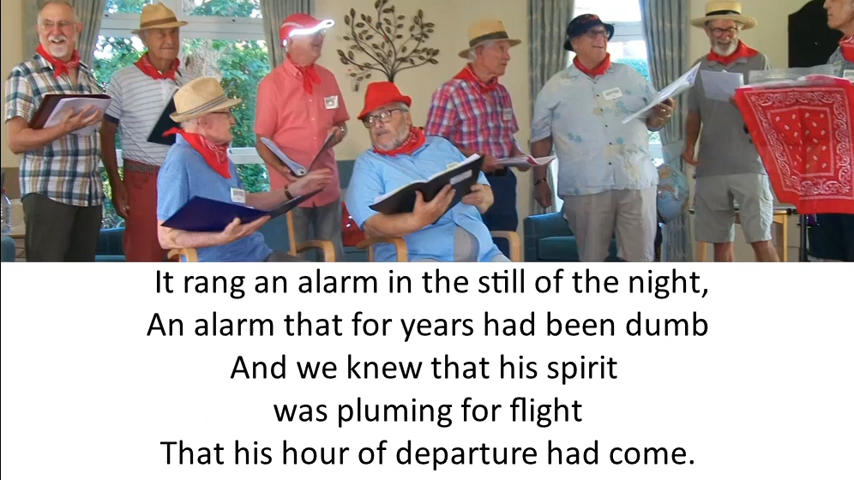 It rang an alarm in the still of the night,
An alarm that for years had been dumb
And we knew that his spirit
was pluming for flight
That his hour of departure had come.